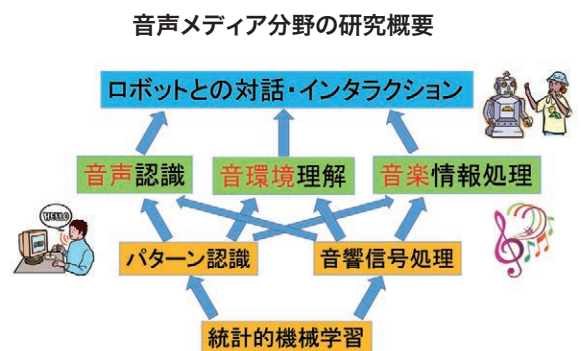 音声メディア分野の研究概要
ロボットとの対話・インタラクション
音声認識
音環境理解
音楽情報処理
HELLO
パターン認識
音響信号処理
統計的機械学習